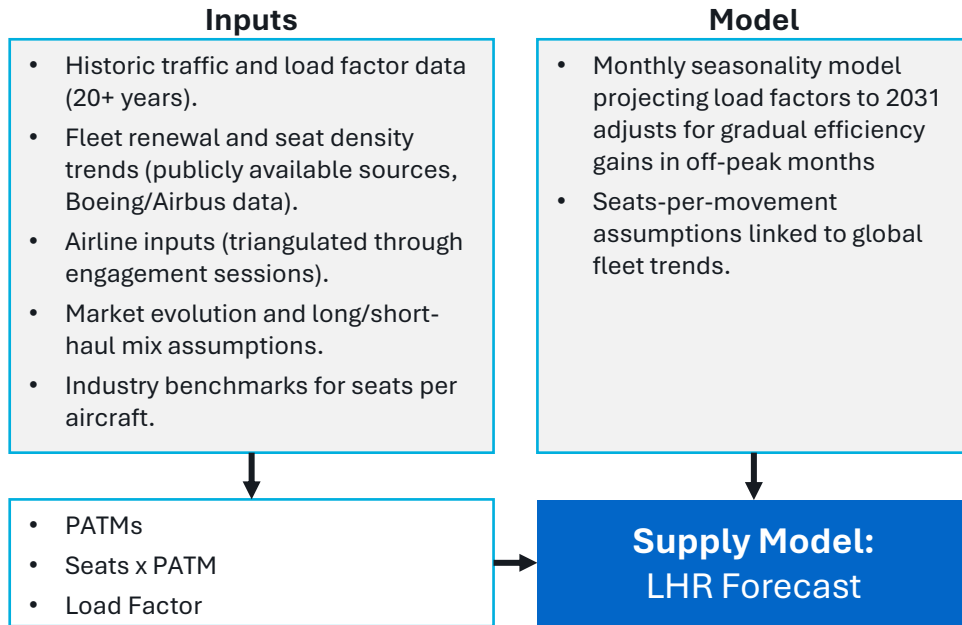 Inputs
• Historic traffic and load factor data
(20+ years).
• Fleet renewal and seat density
trends (publicly available sources,
Boeing/Airbus data).
• Airline inputs (triangulated through
engagement sessions).
• Market evolution and long/short-
haul mix assumptions.
• Industry benchmarks for seats per
aircraft.
Model
• Monthly seasonality model
projecting load factors to 2031
adjusts for gradual efficiency
gains in off-peak months
• Seats-per-movement
assumptions linked to global
fleet trends.
• PATMs
• Seats x PATM
• Load Factor
Supply Model:
LHR Forecast